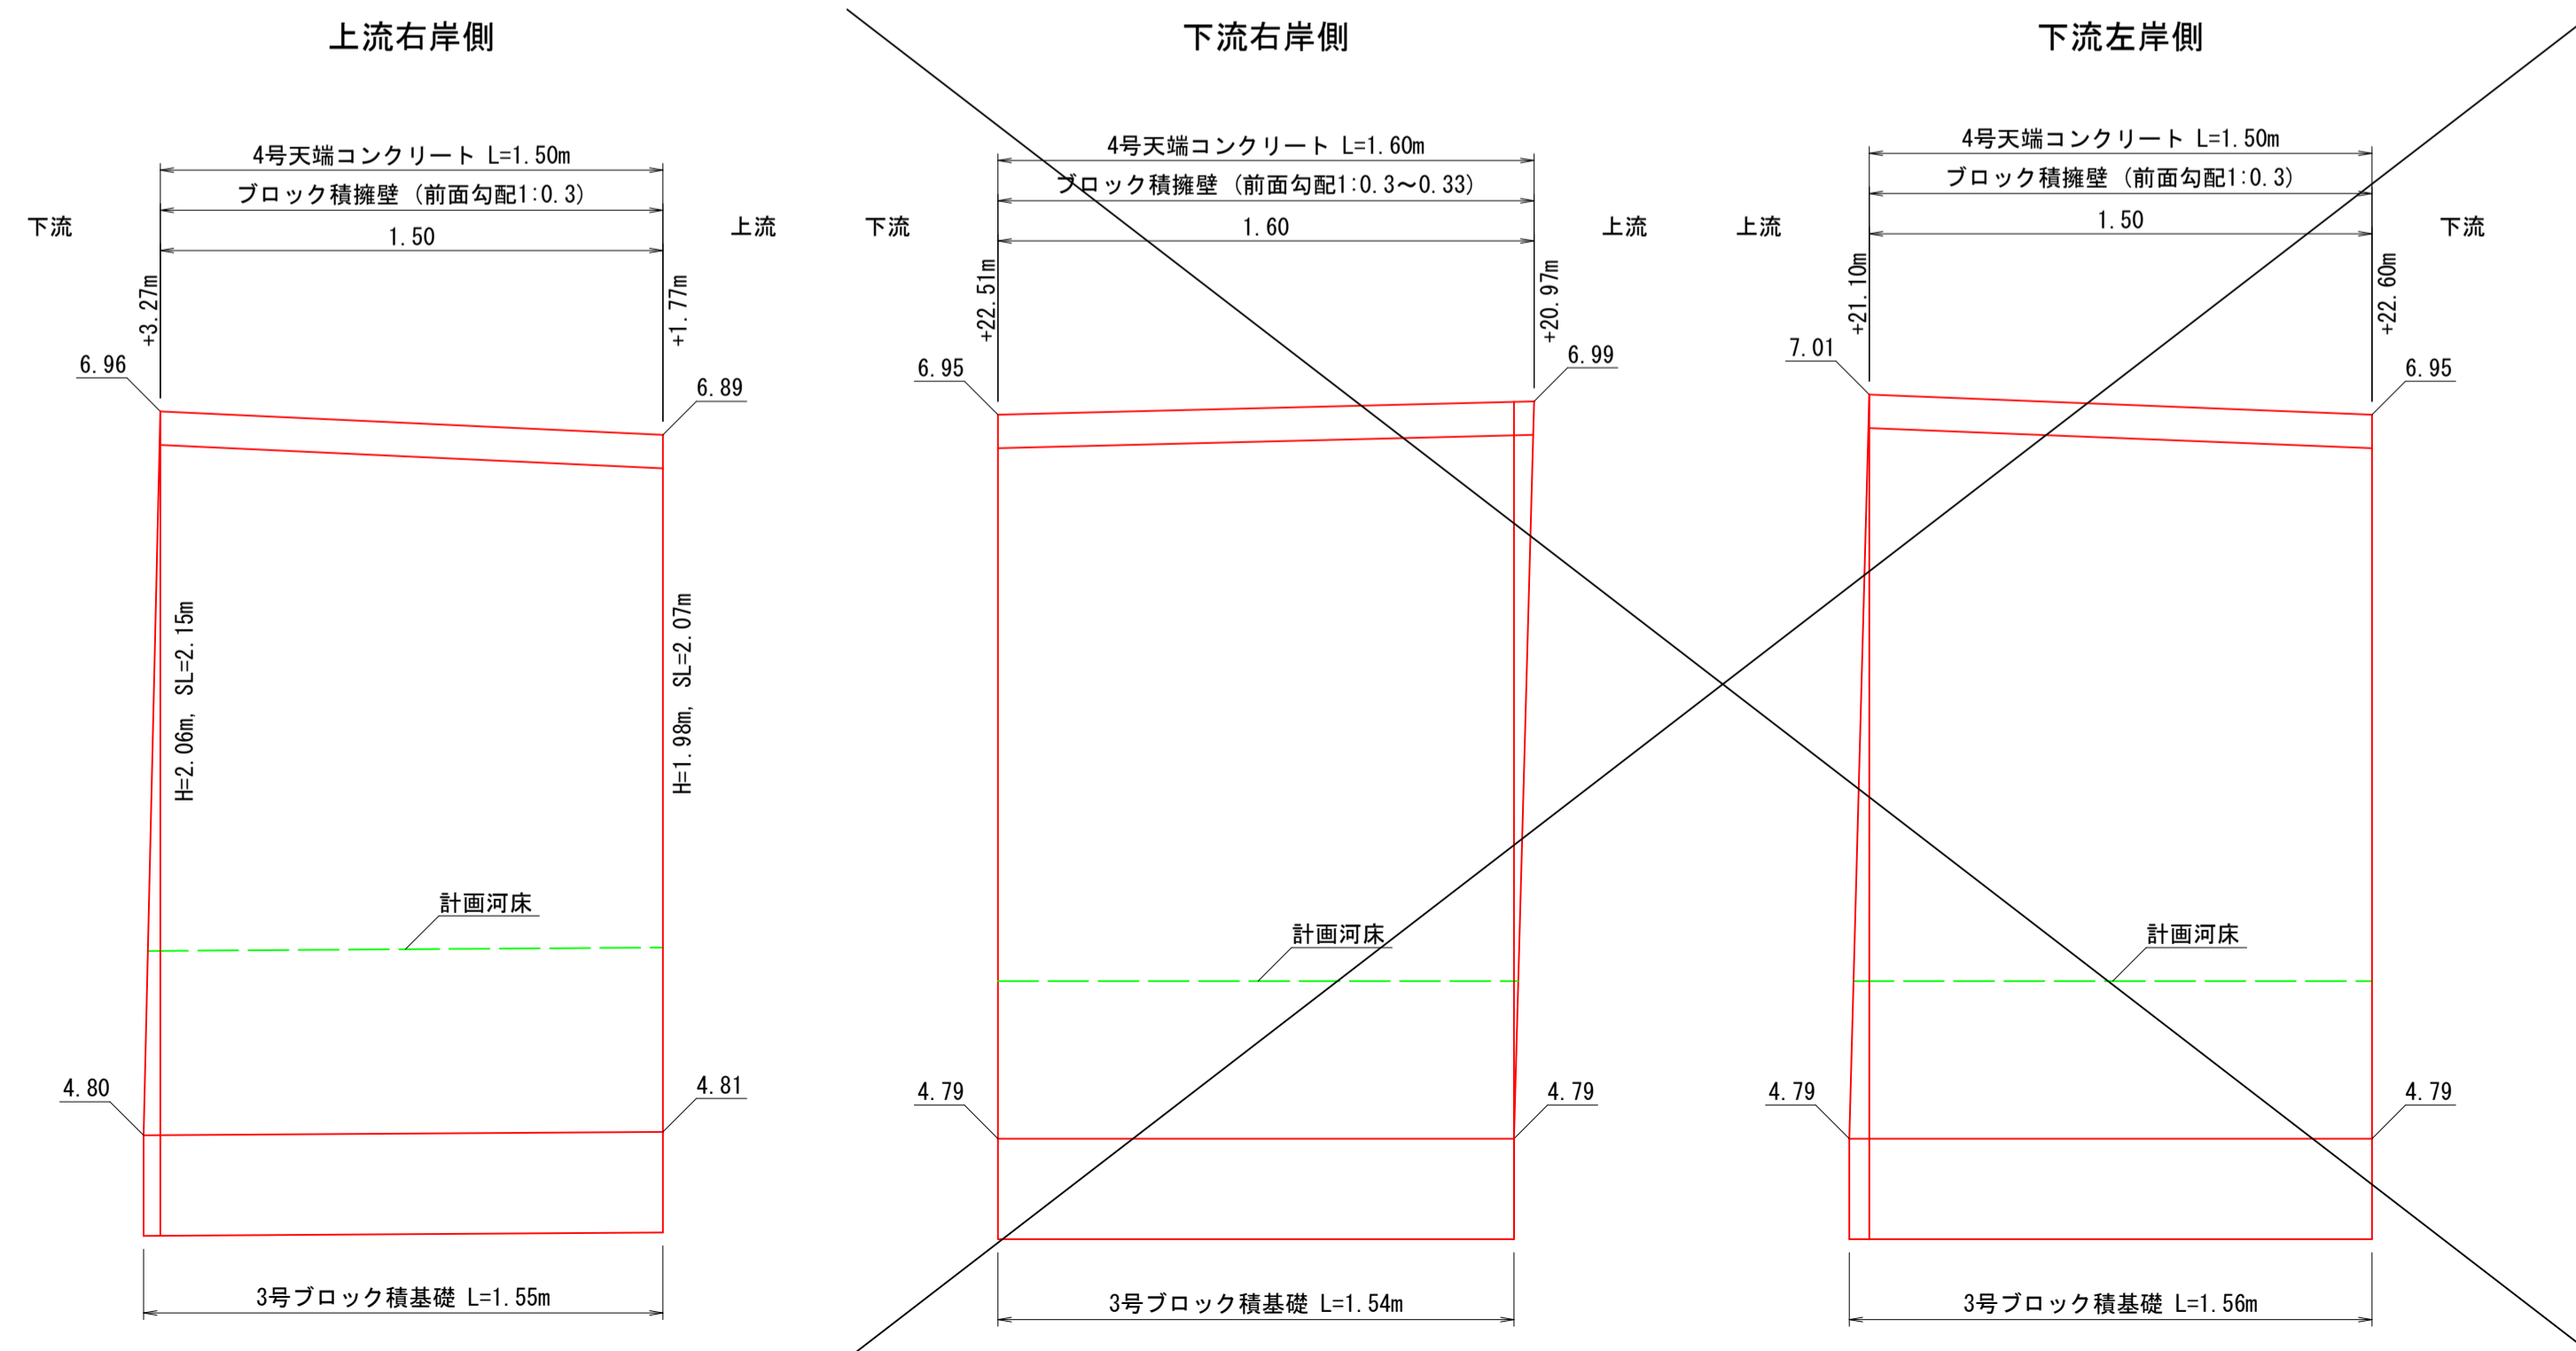 上流右岸側
4号天端コンクリート L=1.50m
ブロック積擁壁 (前面勾配1:0.3)
下流
1.50
上流
+3.27m
+1.77m
6.96
6.89
H=2.06m, SL=2.15m
H=1.98m, SL=2.07m
計画河床
4.80
4.81
3号ブロック積基礎 L=1.55m
下流右岸側
4号天端コンクリート L=1.60m
ブロック積擁壁 (前面勾配1:0.3～0.33)
下流
1.60
上流
+22.51m
+20.97m
6.95
6.99
計画河床
4.79
4.79
3号ブロック積基礎 L=1.54m
下流左岸側
4号天端コンクリート L=1.50m
ブロック積擁壁 (前面勾配1:0.3)
上流
1.50
下流
+21.10m
+22.60m
7.01
6.95
計画河床
4.79
4.79
3号ブロック積基礎 L=1.56m